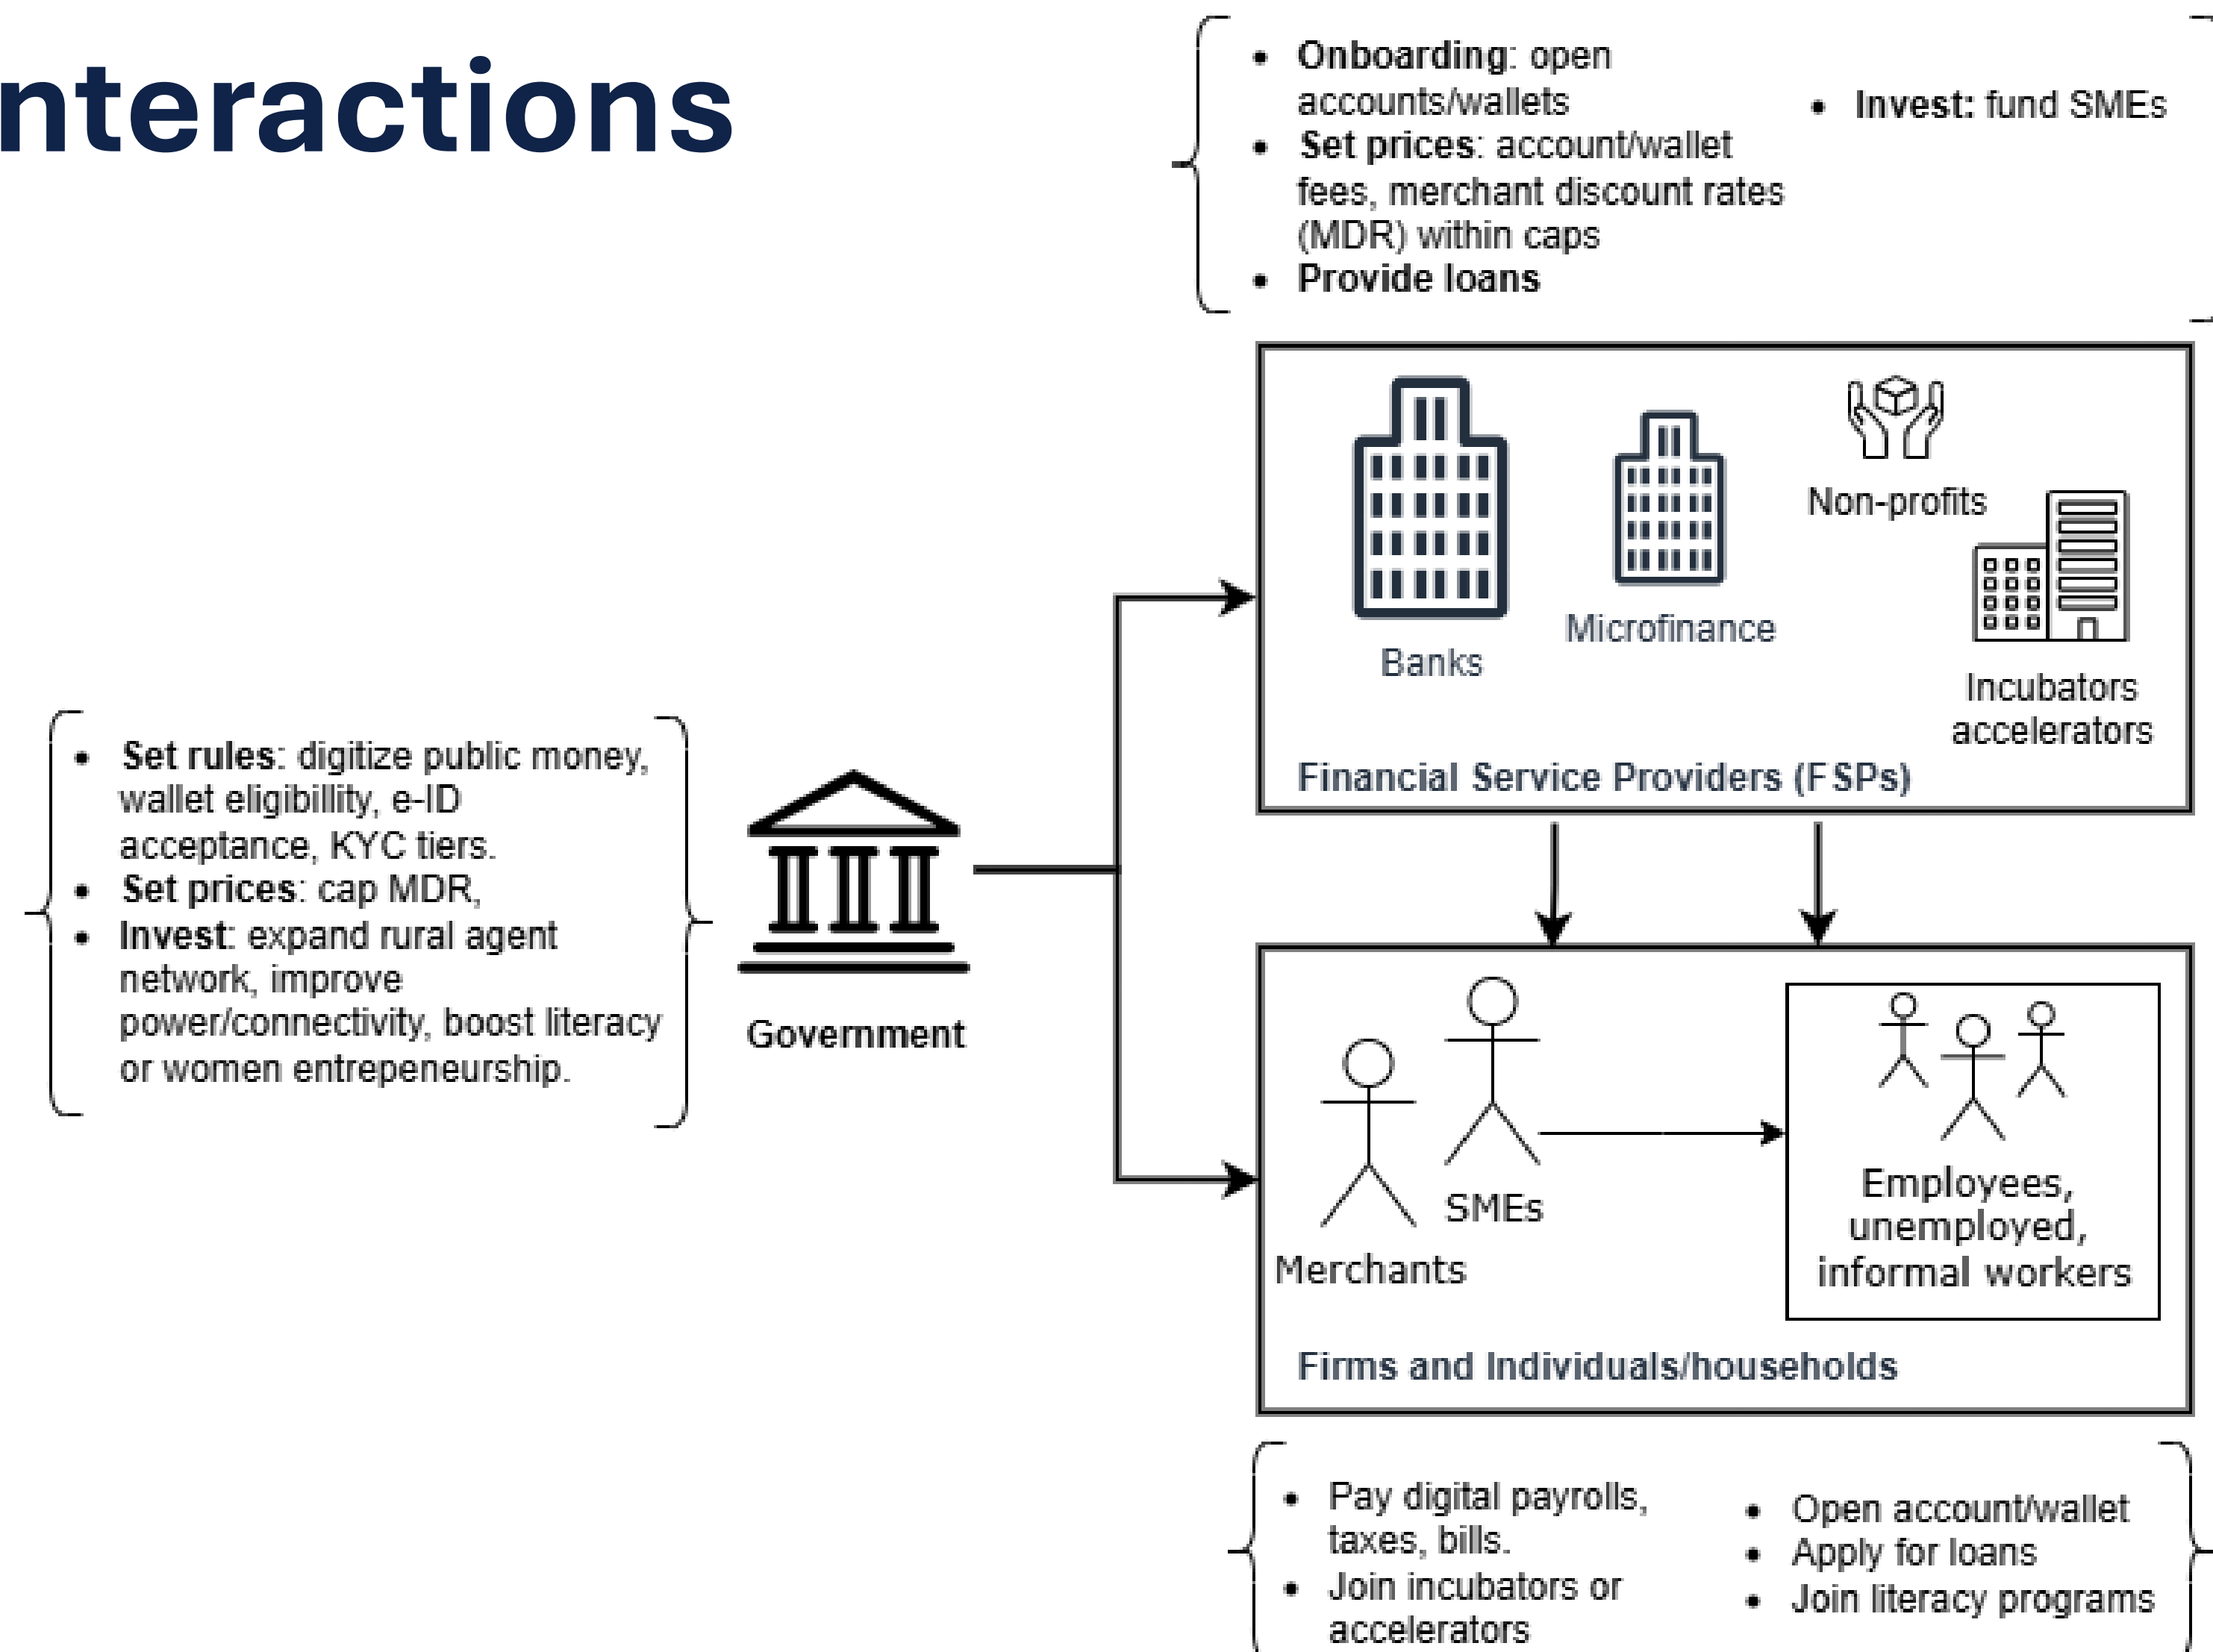 nteractions
• Onboarding: open
accounts/wallets
• Set prices: account/wallet
fees, merchant discount rates
(MDR) within caps
• Provide loans
• Invest: fund SMEs
Banks
Microfinance
Non-profits
Incubators
accelerators
Financial Service Providers (FSPs)
• Set rules: digitize public money,
wallet eligibillity, e-ID
acceptance, KYC tiers.
• Set prices: cap MDR,
• Invest: expand rural agent
network, improve
power/connectivity, boost literacy
or women entrepeneurship.
Government
Merchants
SMEs
Employees,
unemployed,
informal workers
Firms and Individuals/households
• Pay digital payrolls,
taxes, bills.
• Join incubators or
accelerators
• Open account/wallet
• Apply for loans
• Join literacy programs